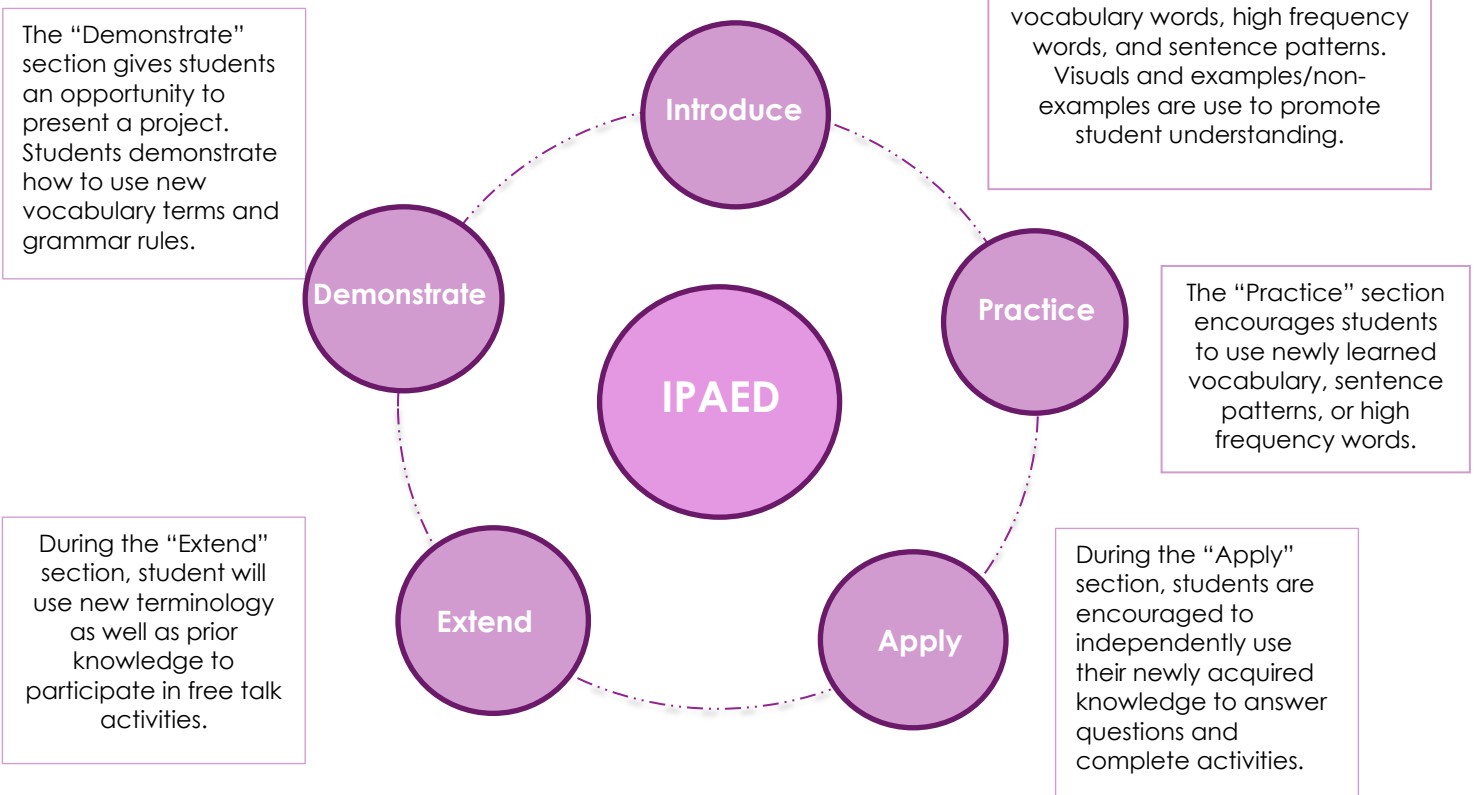 The “Demonstrate”
section gives students
an opportunity to
present a project.
Students demonstrate
how to use new
vocabulary terms and
grammar rules.
Introduce
vocabulary words, high frequency
words, and sentence patterns.
Visuals and examples/non-
examples are use to promote
student understanding.
Demonstrate
Practice
The “Practice” section
encourages students
to use newly learned
vocabulary, sentence
patterns, or high
frequency words.
IPAED
During the “Extend”
section, student will
use new terminology
as well as prior
knowledge to
participate in free talk
activities.
Extend
Apply
During the “Apply”
section, students are
encouraged to
independently use
their newly acquired
knowledge to answer
questions and
complete activities.